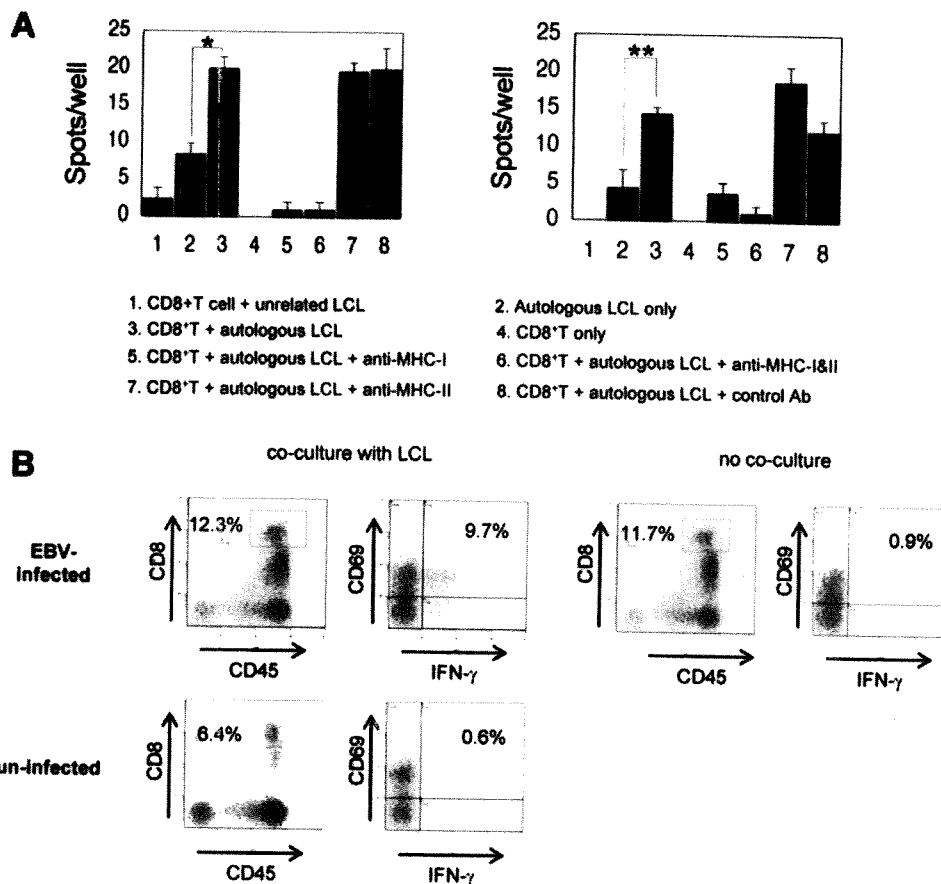 A
Spots/well
25
20
15
10
5
0
*
1 2 3 4 5 6 7 8
Spots/well
25
20
15
10
5
0
**
1 2 3 4 5 6 7 8
1. CD8+T cell + unrelated LCL
2. Autologous LCL only
3. CD8⁺T + autologous LCL
4. CD8⁺T only
5. CD8⁺T + autologous LCL + anti-MHC-I
6. CD8⁺T + autologous LCL + anti-MHC-I&II
7. CD8⁺T + autologous LCL + anti-MHC-II
8. CD8⁺T + autologous LCL + control Ab
B
co-culture with LCL
no co-culture
EBV-
infected
CD8
12.3%
CD45
CD69
9.7%
IFN-γ
CD8
11.7%
CD45
CD69
0.9%
IFN-γ
un-infected
CD8
6.4%
CD45
CD69
0.6%
IFN-γ